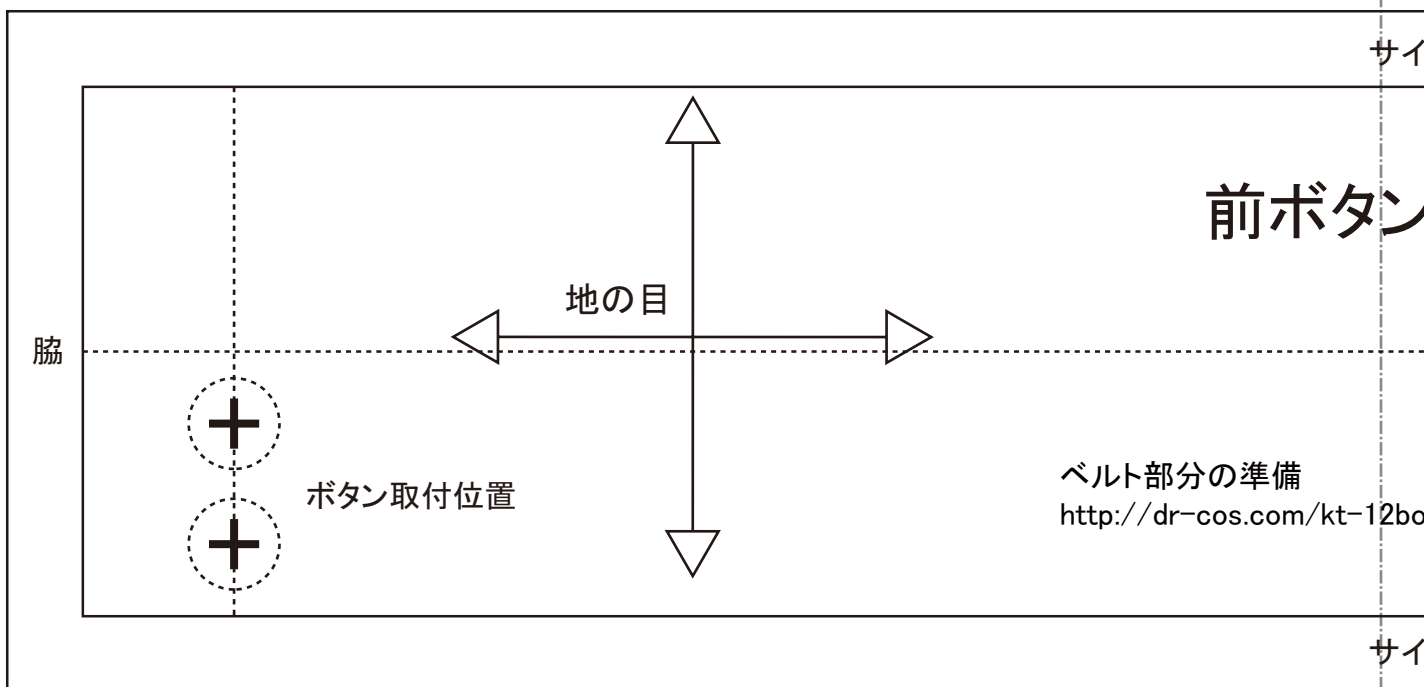 サイ
前ボタン
地の目
脇
ボタン取付位置
ベルト部分の準備
http://dr-cos.com/kt-12bo
サイ